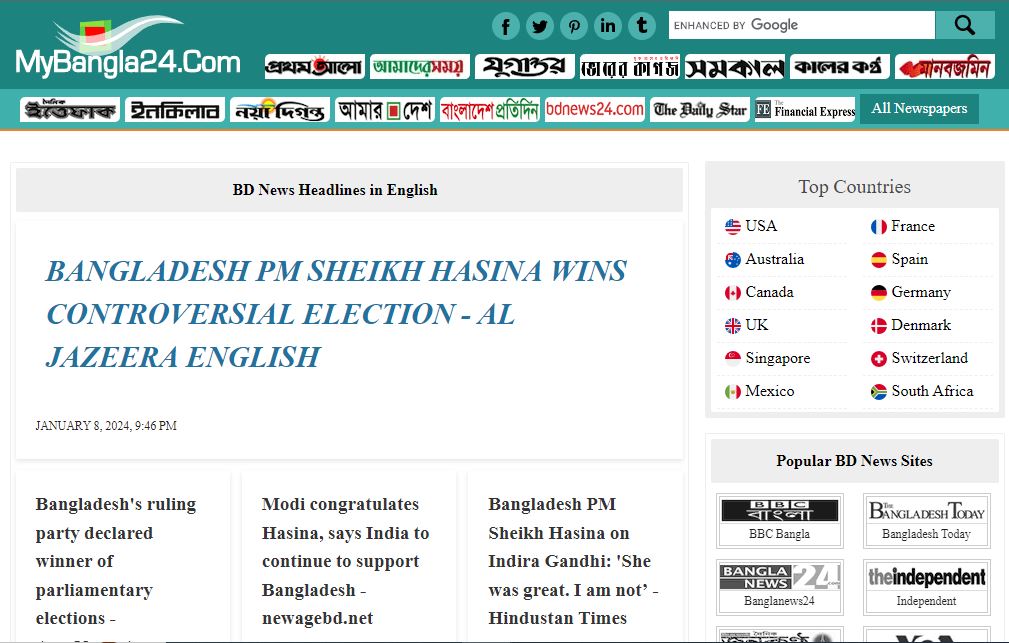 MyBangla24.Com
ENHANCED BY Google
প্রথম আলো
আমাদের সময়
যুগান্তর
ভোরের কাগজ
সমকাল
কালের কণ্ঠ
মানবজমিন
দৈনিক
ইত্তেফাক
ইনকিলাব
নয়া দিগন্ত
আমার দেশ
বাংলাদেশ প্রতিদিন
bdnews24.com
The Daily Star
FE The Financial Express
All Newspapers
BD News Headlines in English
BANGLADESH PM SHEIKH HASINA WINS
CONTROVERSIAL ELECTION - AL
JAZEERA ENGLISH
JANUARY 8, 2024, 9:46 PM
Bangladesh's ruling
party declared
winner of
parliamentary
elections -
Modi congratulates
Hasina, says India to
continue to support
Bangladesh -
newagebd.net
Bangladesh PM
Sheikh Hasina on
Indira Gandhi: 'She
was great. I am not’ -
Hindustan Times
Top Countries
USA
France
Australia
Spain
Canada
Germany
UK
Denmark
Singapore
Switzerland
Mexico
South Africa
Popular BD News Sites
BBC
বাংলা
BBC Bangla
THE BANGLADESH TODAY
Bangladesh Today
BANGLA NEWS 24.com
Banglanews24
theindependent
Independent